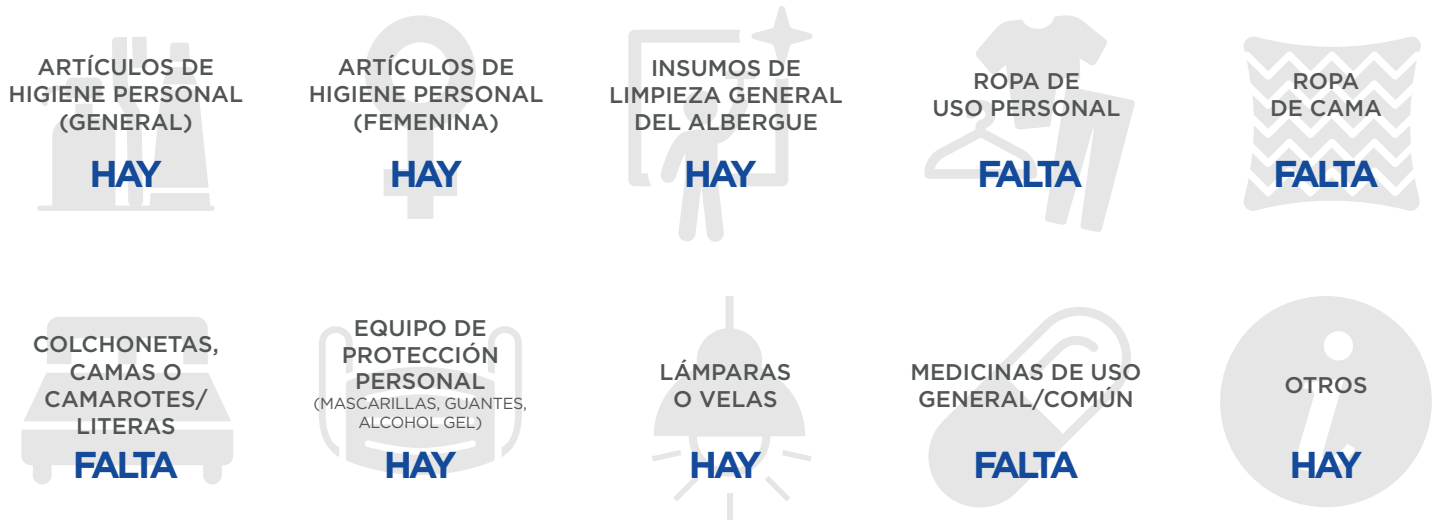 ARTÍCULOS DE
HIGIENE PERSONAL
(GENERAL)
HAY
ARTÍCULOS DE
HIGIENE PERSONAL
(FEMENINA)
HAY
INSUMOS DE
LIMPIEZA GENERAL
DEL ALBERGUE
HAY
ROPA DE
USO PERSONAL
FALTA
ROPA
DE CAMA
FALTA
COLCHONETAS,
CAMAS O
CAMAROTES/
LITERAS
FALTA
EQUIPO DE
PROTECCIÓN
PERSONAL
(MASCARILLAS, GUANTES,
ALCOHOL GEL)
HAY
LÁMPARAS
O VELAS
HAY
MEDICINAS DE USO
GENERAL/COMÚN
FALTA
OTROS
HAY